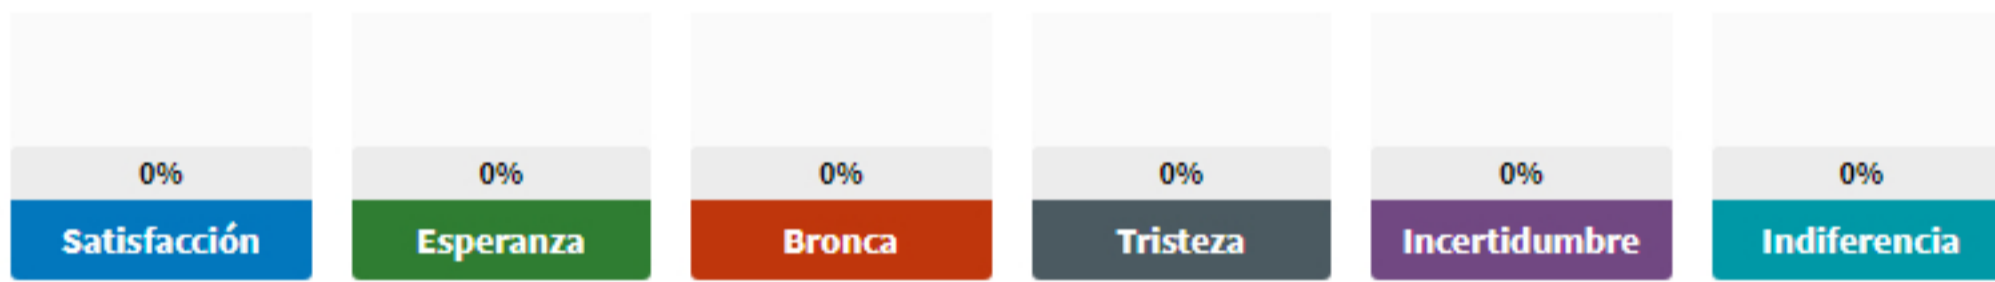 0% 0% 0% 0% 0% 0%
Satisfacción Esperanza Bronca Tristeza Incertidumbre Indiferencia